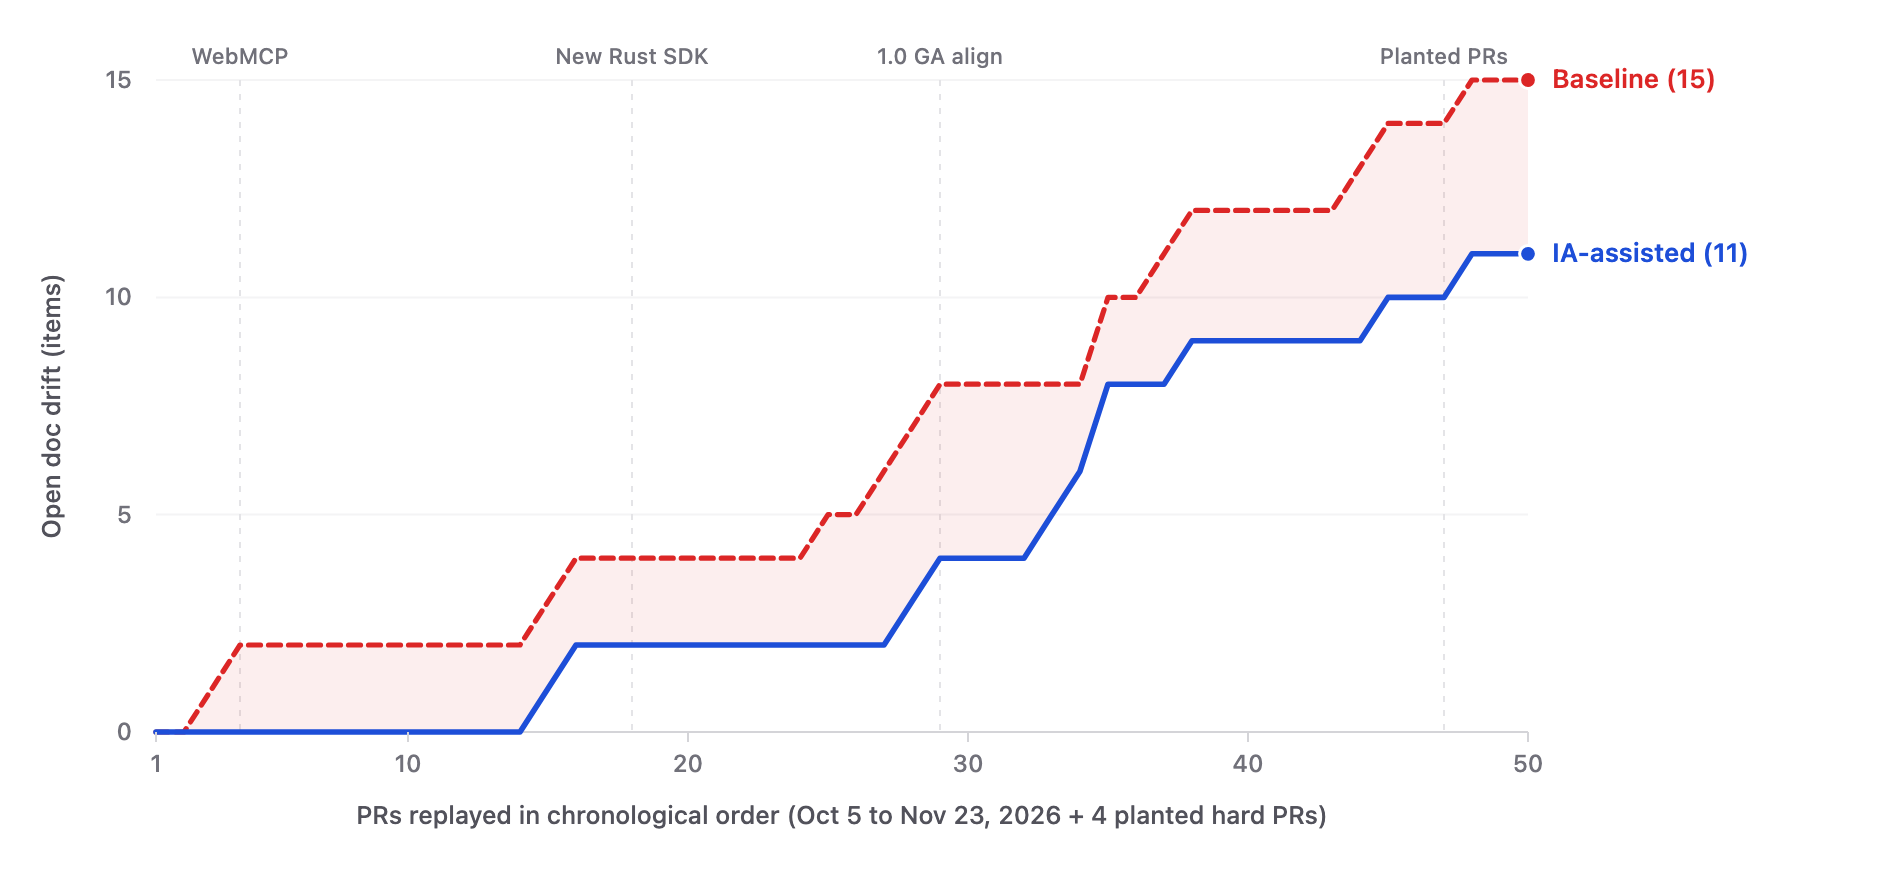 WebMCP
New Rust SDK
1.0 GA align
Planted PRs
15
Baseline (15)
IA-assisted (11)
10
5
0
Open doc drift (items)
1
10
20
30
40
50
PRs replayed in chronological order (Oct 5 to Nov 23, 2026 + 4 planted hard PRs)